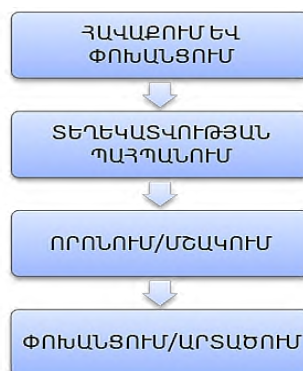 ՀԱՎԱՔՈՒՄ ԵՎ
ՓՈԽԱՆՑՈՒՄ
ՏԵՂԵԿԱՏՎՈՒԹՅԱՆ
ՊԱՀՊԱՆՈՒՄ
ՈՐՈՆՈՒՄ/ՄՇԱԿՈՒՄ
ՓՈԽԱՆՑՈՒՄ/ԱՐՏԱԾՈՒՄ